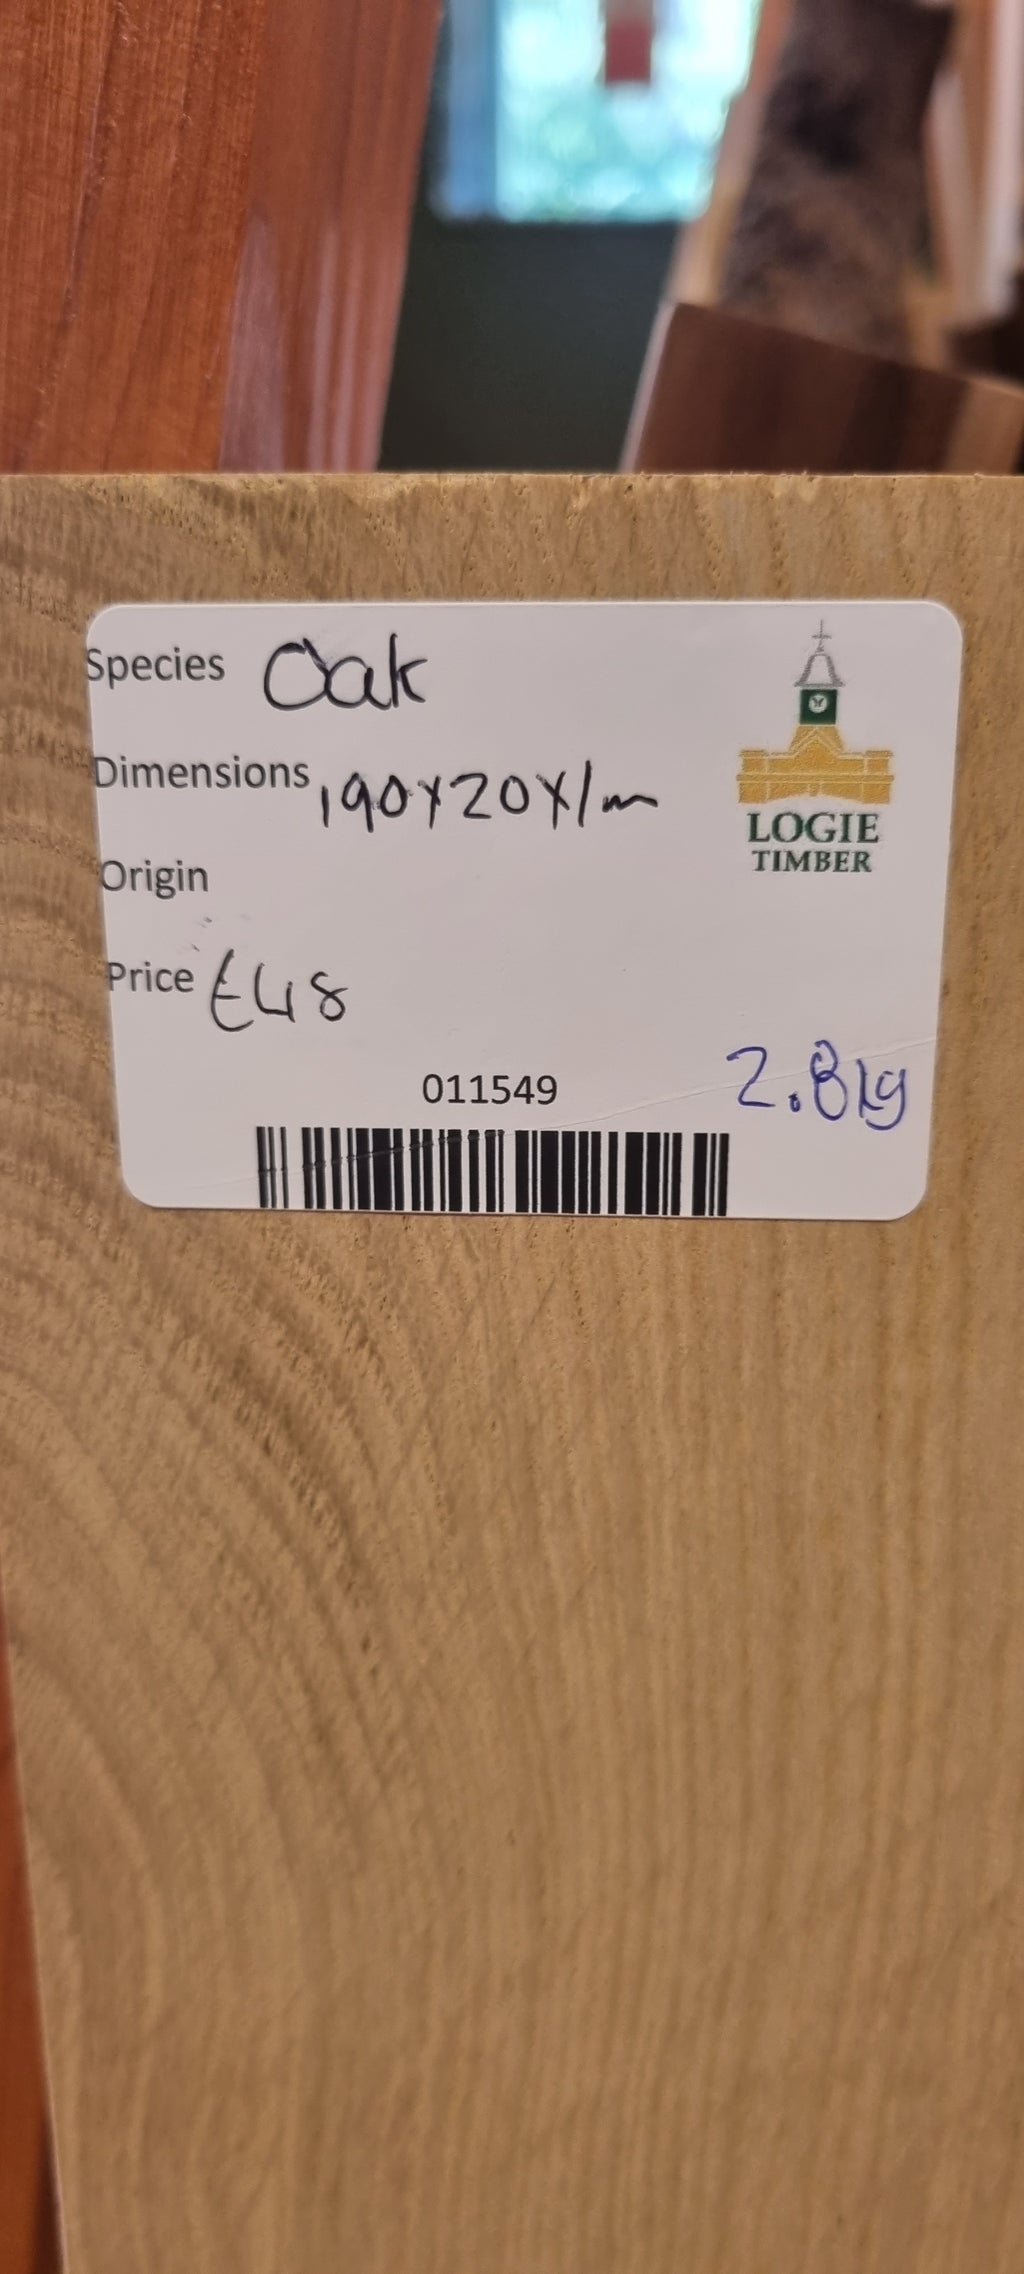 Species Oak
Dimensions 190x20x1m
LOGIE
TIMBER
Origin
Price £48
011549
2.8kg